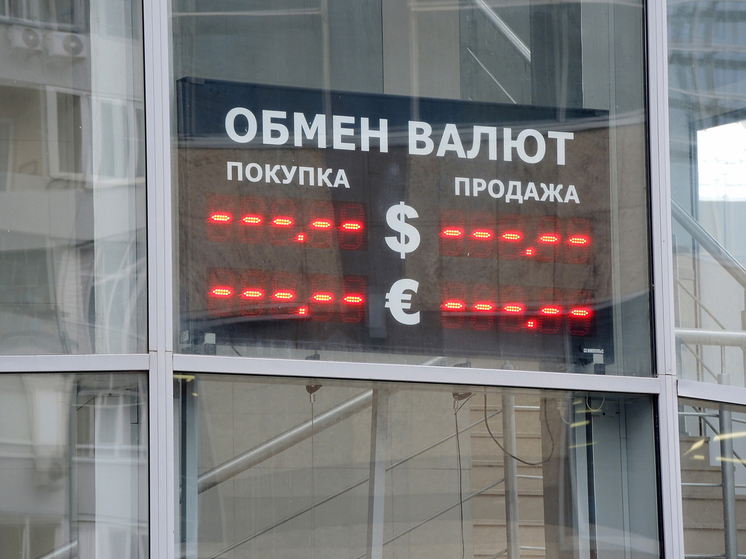 ОБМЕН ВАЛЮТ
ПОКУПКА ПРОДАЖА
---.-- $ ---.--
---.-- € ---.--